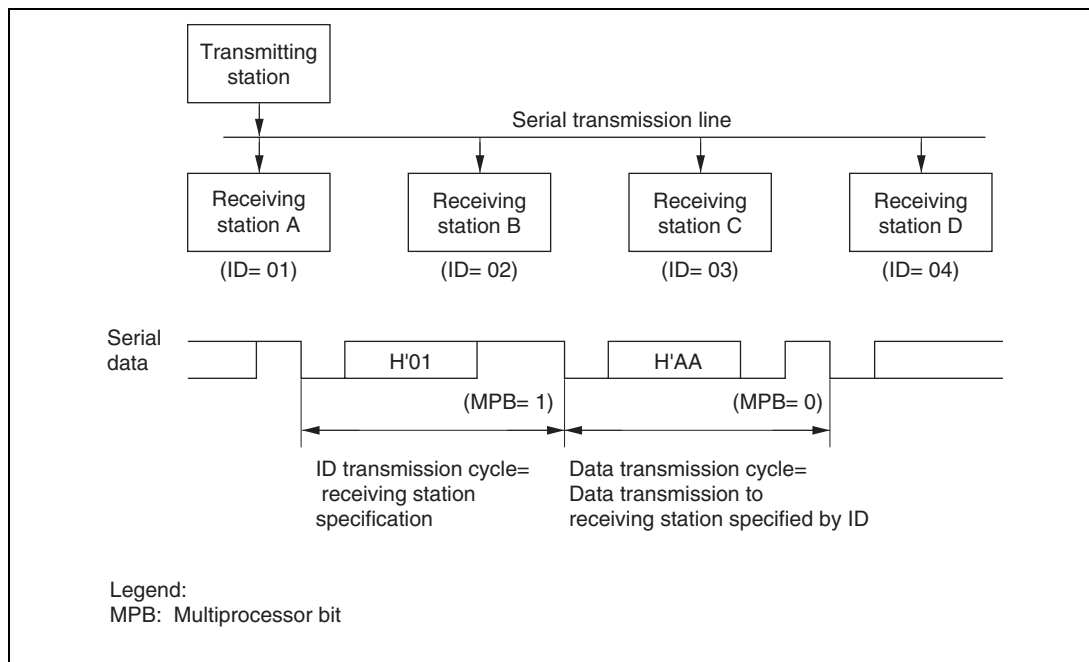 Transmitting
station
Serial transmission line
Receiving
station A
Receiving
station B
Receiving
station C
Receiving
station D
(ID= 01)
(ID= 02)
(ID= 03)
(ID= 04)
Serial
data
H'01
H'AA
(MPB= 1)
(MPB= 0)
ID transmission cycle=
receiving station
specification
Data transmission cycle=
Data transmission to
receiving station specified by ID
Legend:
MPB: Multiprocessor bit